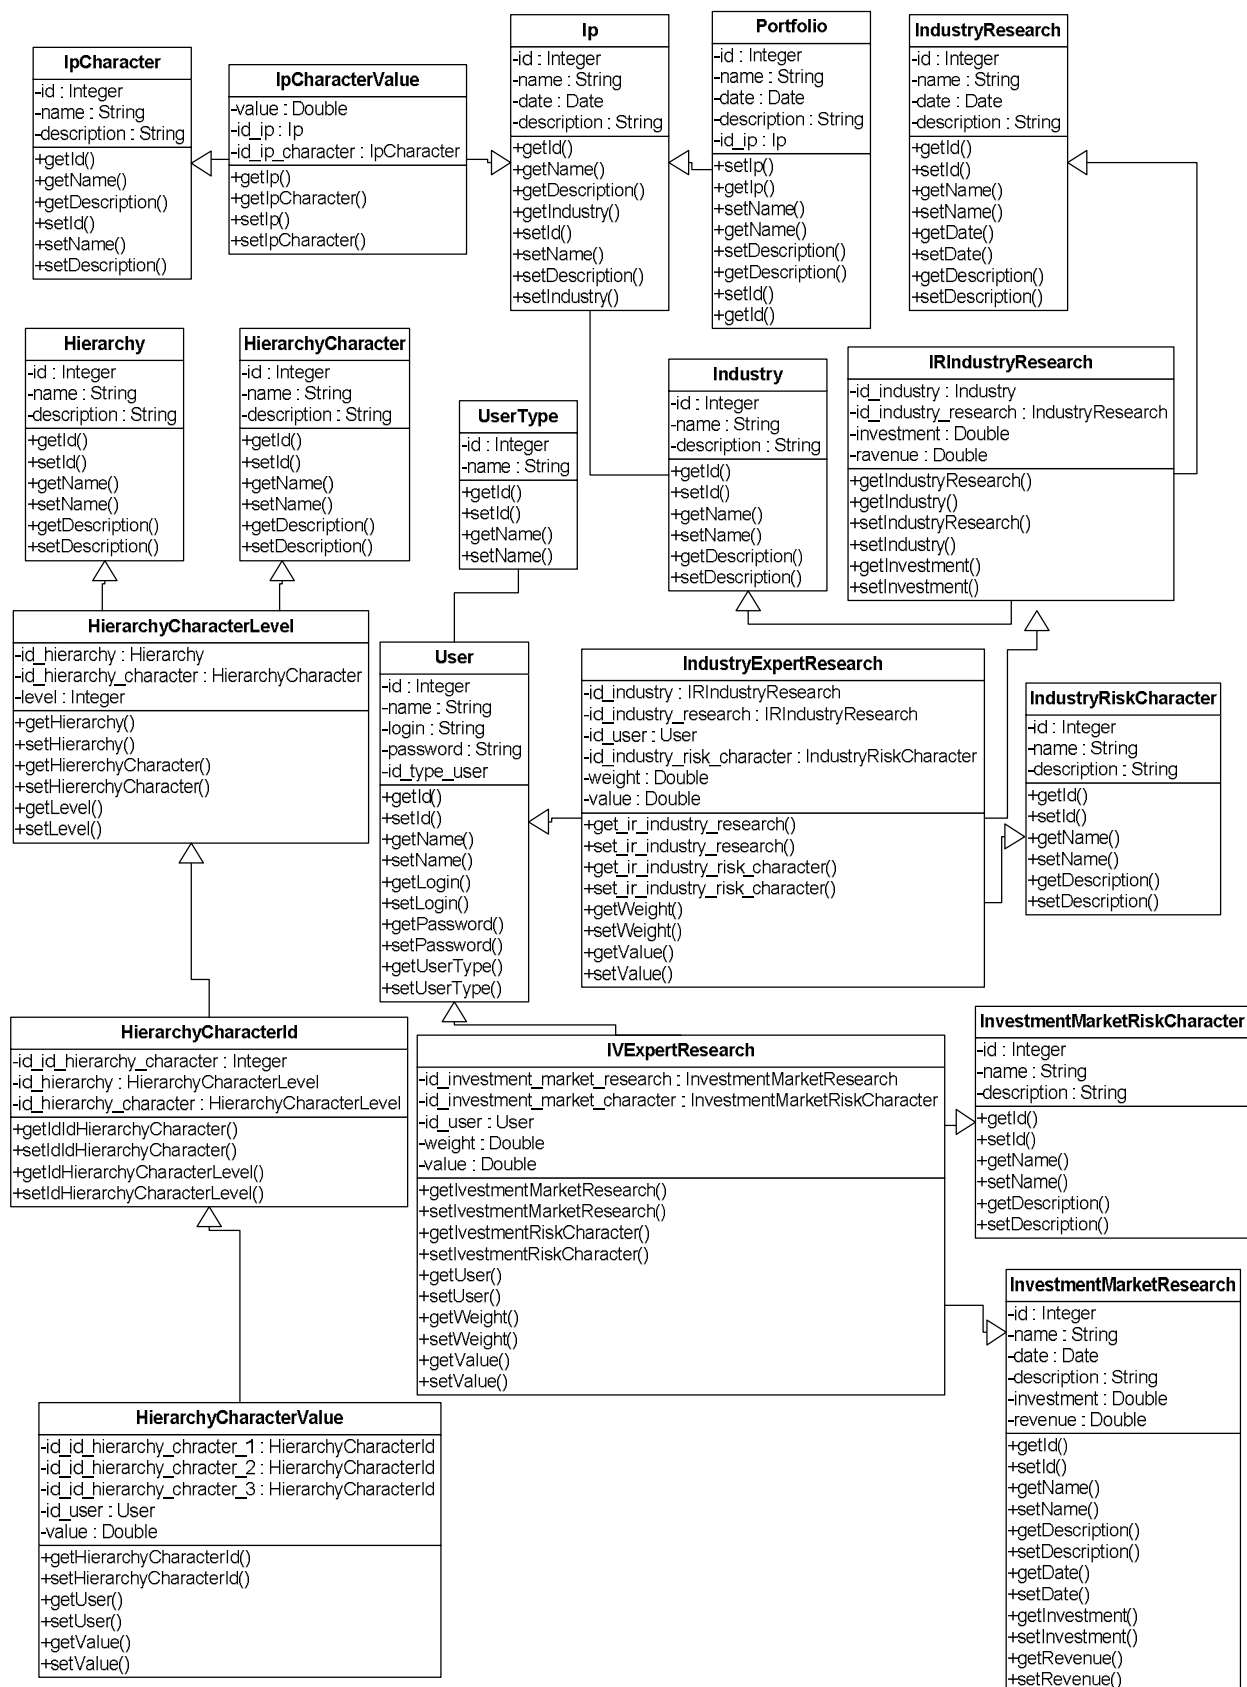 IpCharacter
-id : Integer
-name : String
-description : String
+getId()
+getName()
+getDescription()
+setId()
+setName()
+setDescription()
IpCharacterValue
-value : Double
-id_ip : Ip
-id_ip_character : IpCharacter
+getIp()
+getIpCharacter()
+setIp()
+setIpCharacter()
Ip
-id : Integer
-name : String
-date : Date
-description : String
+getId()
+getName()
+getDescription()
+getIndustry()
+setId()
+setName()
+setDescription()
+setIndustry()
Portfolio
-id : Integer
-name : String
-date : Date
-description : String
-id_ip : Ip
+setIp()
+getIp()
+setName()
+getName()
+setDescription()
+getDescription()
+setId()
+getId()
IndustryResearch
-id : Integer
-name : String
-date : Date
-description : String
+getId()
+setId()
+getName()
+setName()
+getDate()
+setDate()
+getDescription()
+setDescription()
Hierarchy
-id : Integer
-name : String
-description : String
+getId()
+setId()
+getName()
+setName()
+getDescription()
+setDescription()
HierarchyCharacter
-id : Integer
-name : String
-description : String
+getId()
+setId()
+getName()
+setName()
+getDescription()
+setDescription()
UserType
-id : Integer
-name : String
+getId()
+setId()
+getName()
+setName()
Industry
-id : Integer
-name : String
-description : String
+getId()
+setId()
+getName()
+setName()
+getDescription()
+setDescription()
IRIndustryResearch
-id_industry : Industry
-id_industry_research : IndustryResearch
-investment : Double
-ravenue : Double
+getIndustryResearch()
+getIndustry()
+setIndustryResearch()
+setIndustry()
+getInvestment()
+setInvestment()
HierarchyCharacterLevel
-id_hierarchy : Hierarchy
-id_hierarchy_character : HierarchyCharacter
-level : Integer
+getHierarchy()
+setHierarchy()
+getHiererchyCharacter()
+setHiererchyCharacter()
+getLevel()
+setLevel()
User
-id : Integer
-name : String
-login : String
-password : String
-id_type_user
+getId()
+setId()
+getName()
+setName()
+getLogin()
+setLogin()
+getPassword()
+setPassword()
+getUserType()
+setUserType()
IndustryExpertResearch
-id_industry : IRIndustryResearch
-id_industry_research : IRIndustryResearch
-id_user : User
-id_industry_risk_character : IndustryRiskCharacter
-weight : Double
-value : Double
+get_ir_industry_research()
+set_ir_industry_research()
+get_ir_industry_risk_character()
+set_ir_industry_risk_character()
+getWeight()
+setWeight()
+getValue()
+setValue()
IndustryRiskCharacter
-id : Integer
-name : String
-description : String
+getId()
+setId()
+getName()
+setName()
+getDescription()
+setDescription()
HierarchyCharacterId
-id_id_hierarchy_character : Integer
-id_hierarchy : HierarchyCharacterLevel
-id_hierarchy_character : HierarchyCharacterLevel
+getIdIdHierarchyCharacter()
+setIdIdHierarchyCharacter()
+getIdHierarchyCharacterLevel()
+setIdHierarchyCharacterLevel()
IVExpertResearch
-id_investment_market_research : InvestmentMarketResearch
-id_investment_market_character : InvestmentMarketRiskCharacter
-id_user : User
-weight : Double
-value : Double
+getIvestmentMarketResearch()
+setIvestmentMarketResearch()
+getIvestmentRiskCharacter()
+setIvestmentRiskCharacter()
+getUser()
+setUser()
+getWeight()
+setWeight()
+getValue()
+setValue()
InvestmentMarketRiskCharacter
-id : Integer
-name : String
-description : String
+getId()
+setId()
+getName()
+setName()
+getDescription()
+setDescription()
HierarchyCharacterValue
-id_id_hierarchy_chracter_1 : HierarchyCharacterId
-id_id_hierarchy_chracter_2 : HierarchyCharacterId
-id_id_hierarchy_chracter_3 : HierarchyCharacterId
-id_user : User
-value : Double
+getHierarchyCharacterId()
+setHierarchyCharacterId()
+getUser()
+setUser()
+getValue()
+setValue()
InvestmentMarketResearch
-id : Integer
-name : String
-date : Date
-description : String
-investment : Double
-revenue : Double
+getId()
+setId()
+getName()
+setName()
+getDescription()
+setDescription()
+getDate()
+setDate()
+getInvestment()
+setInvestment()
+getRevenue()
+setRevenue()